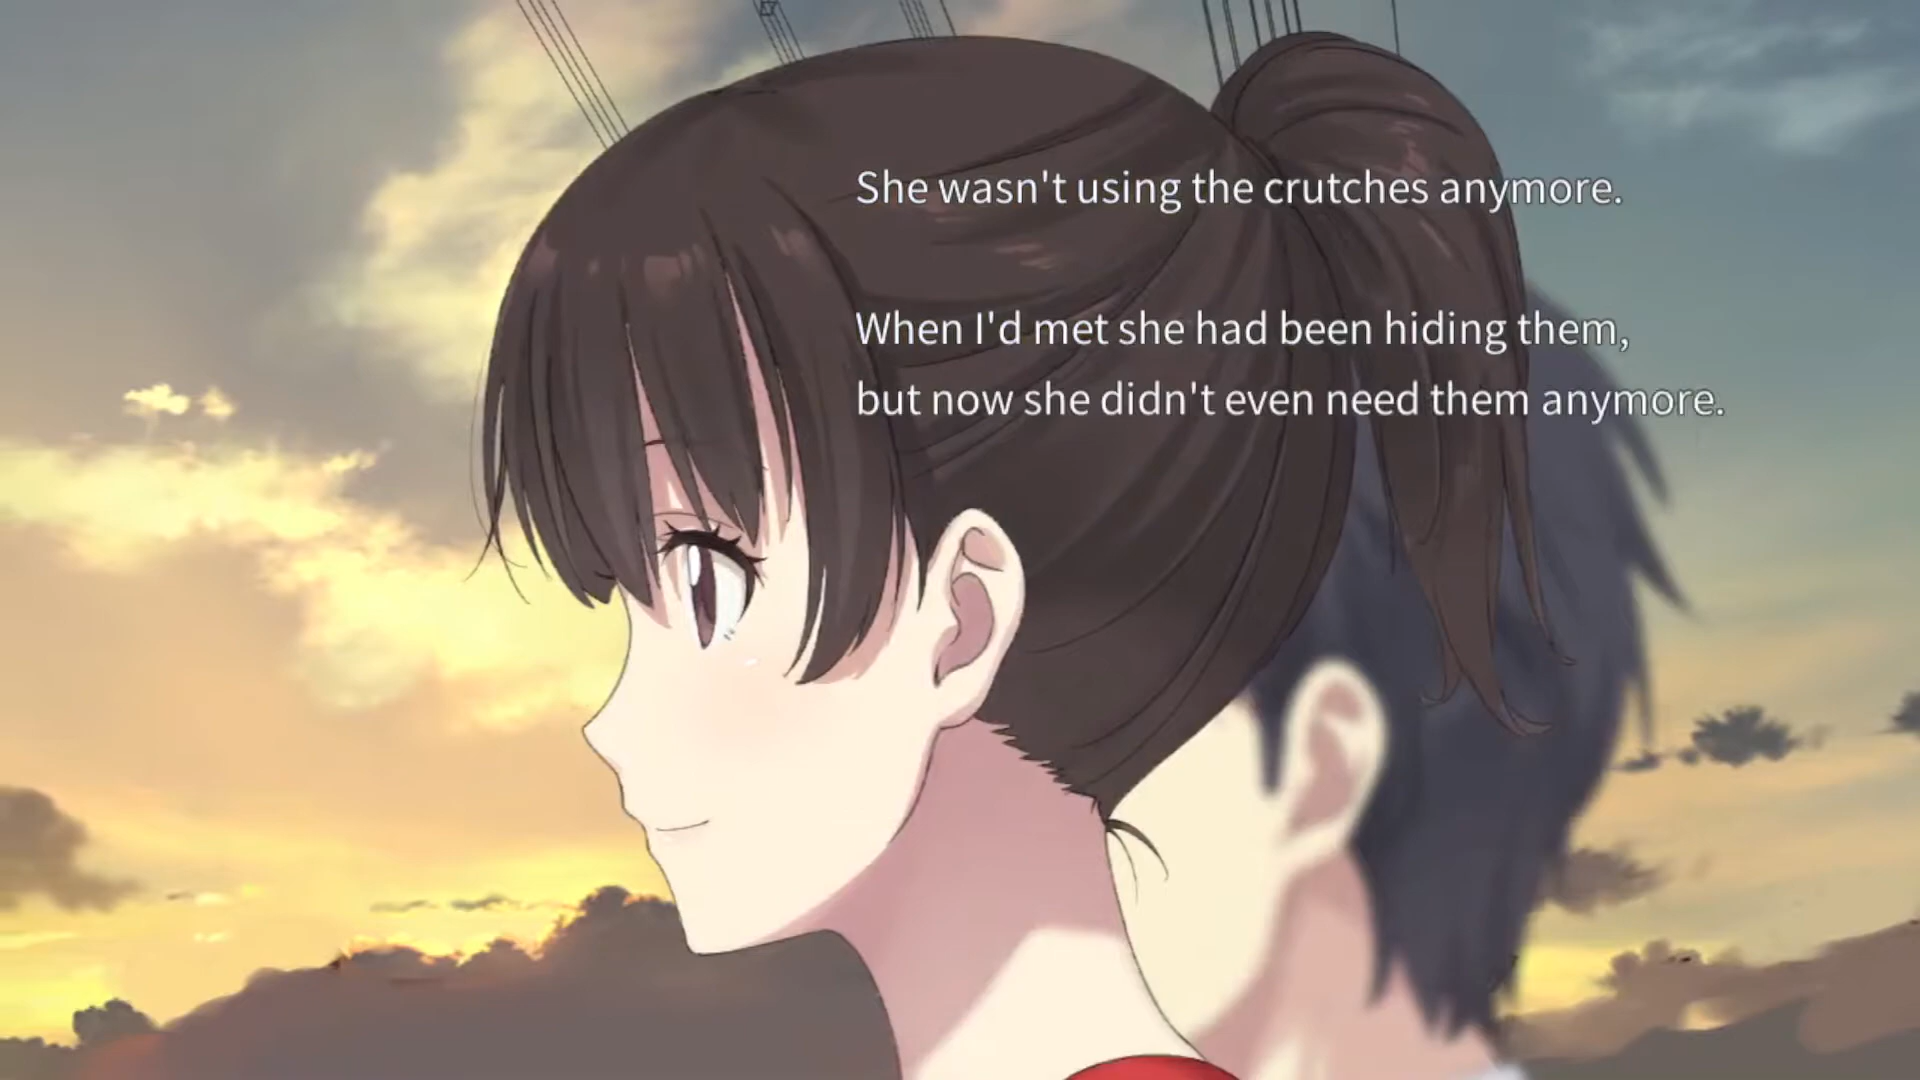 She wasn't using the crutches anymore.
When I'd met she had been hiding them,
but now she didn't even need them anymore.